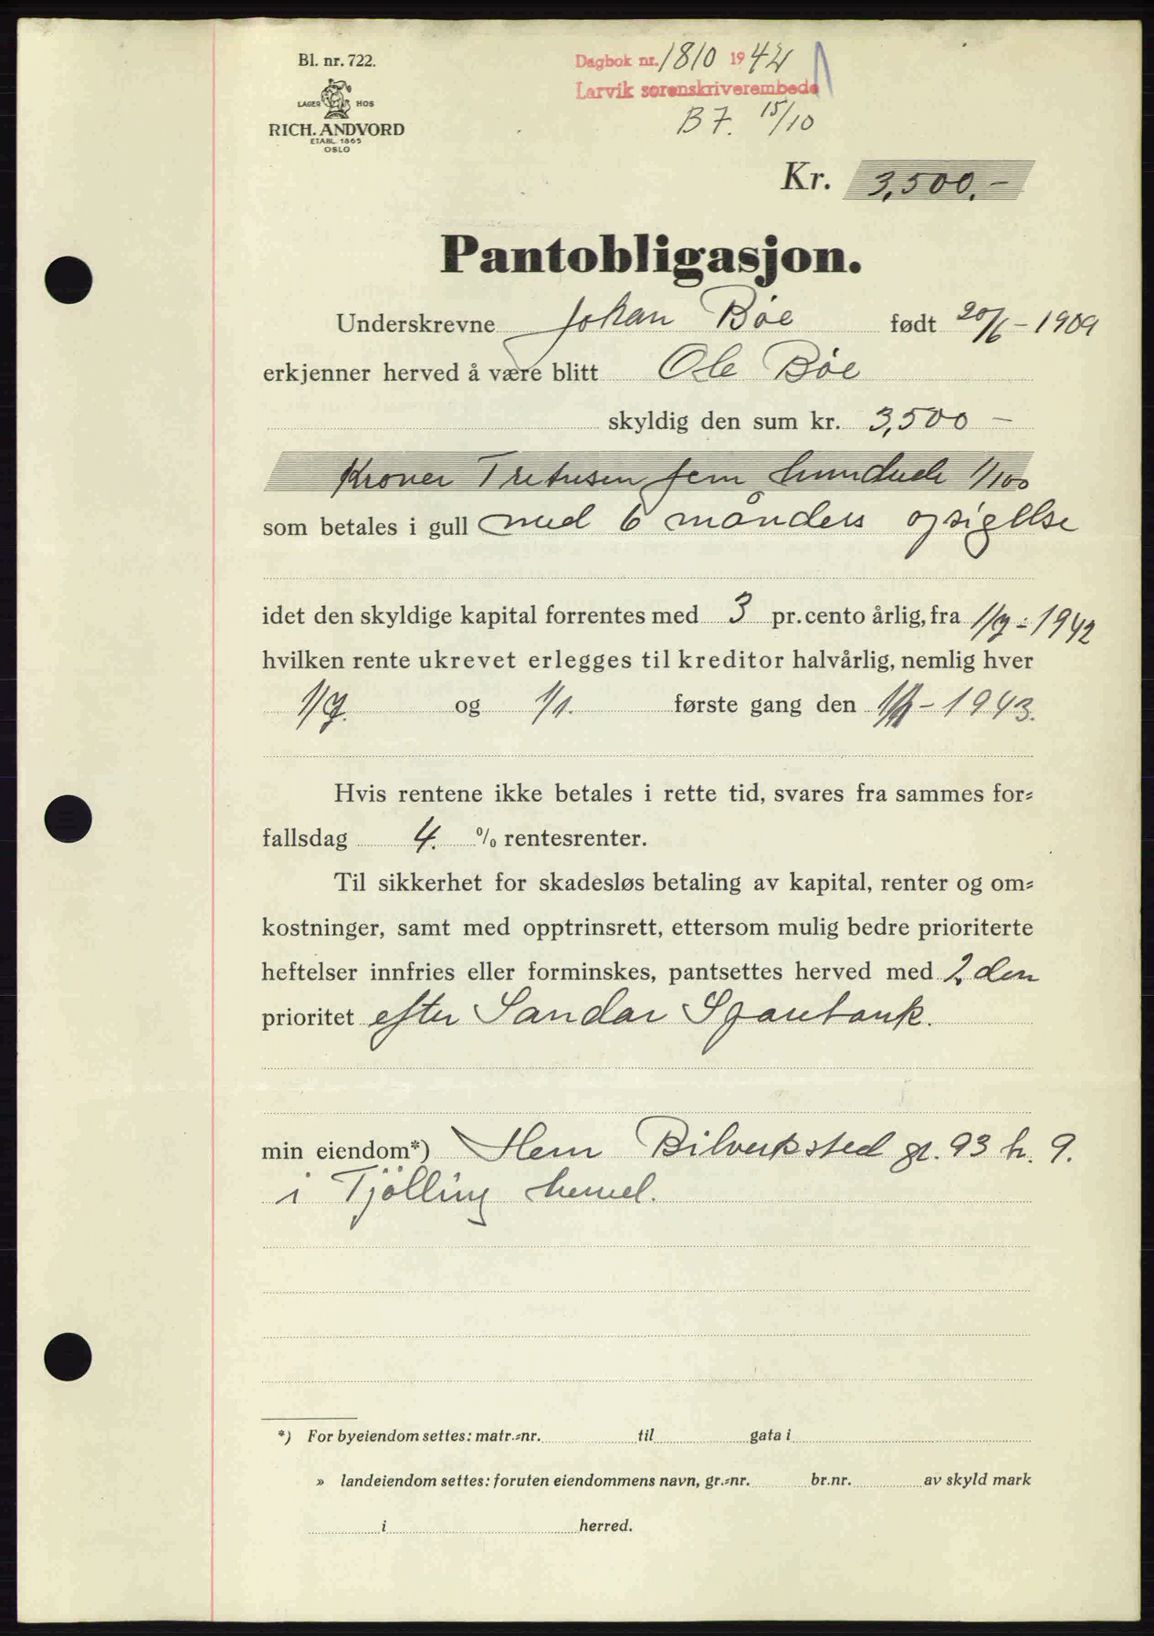 Bl. nr. 722.
LAGER HOS
RICH. ANDVORD
ETABL. 1865
OSLO
Dagbok nr. 1810 1942
Larvik sorenskriverembede
B 7. 15/10
Kr. 3,500.-
Pantobligasjon.
Underskrevne Johan Bøe født 20/6-1909
erkjenner herved å være blitt Ole Bøe
skyldig den sum kr. 3,500 -
Kroner Tretusen fem hundrede 1/100
som betales i gull med 6 månders opsigelse
idet den skyldige kapital forrentes med 3 pr. cento årlig, fra 1/7-1942
hvilken rente ukrevet erlegges til kreditor halvårlig, nemlig hver
1/7. og 1/1. første gang den 1/1-1943.
Hvis rentene ikke betales i rette tid, svares fra sammes for-
fallsdag 4. % rentesrenter.
Til sikkerhet for skadesløs betaling av kapital, renter og om-
kostninger, samt med opptrinsrett, ettersom mulig bedre prioriterte
heftelser innfries eller forminskes, pantsettes herved med 2den
prioritet efter Sandar Sparebank.
min eiendom*) Hem Bilverksted gr. 93 br. 9.
i Tjölling herred.
*) For byeiendom settes: matr.-nr. til gata i
» landeiendom settes: foruten eiendommens navn, gr.-nr. br.nr. av skyld mark
i herred.